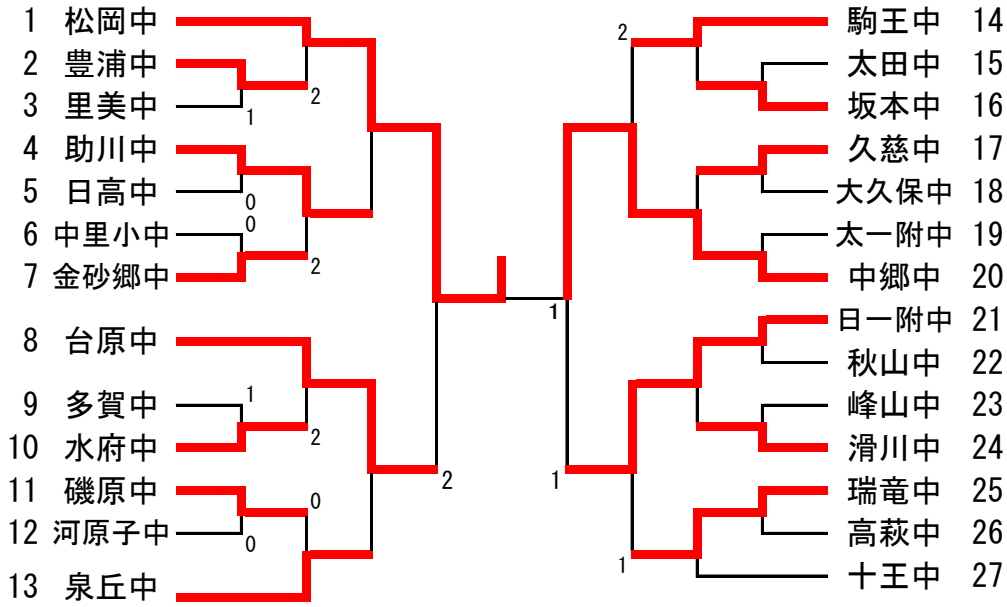 1 松岡中
2 豊浦中
3 里美中
4 助川中
5 日高中
6 中里小中
7 金砂郷中
8 台原中
9 多賀中
10 水府中
11 磯原中
12 河原子中
13 泉丘中
2
1
0
0
2
1
2
0
0
2
1
2
1
1
駒王中 14
太田中 15
坂本中 16
久慈中 17
大久保中 18
太一附中 19
中郷中 20
日一附中 21
秋山中 22
峰山中 23
滑川中 24
瑞竜中 25
高萩中 26
十王中 27